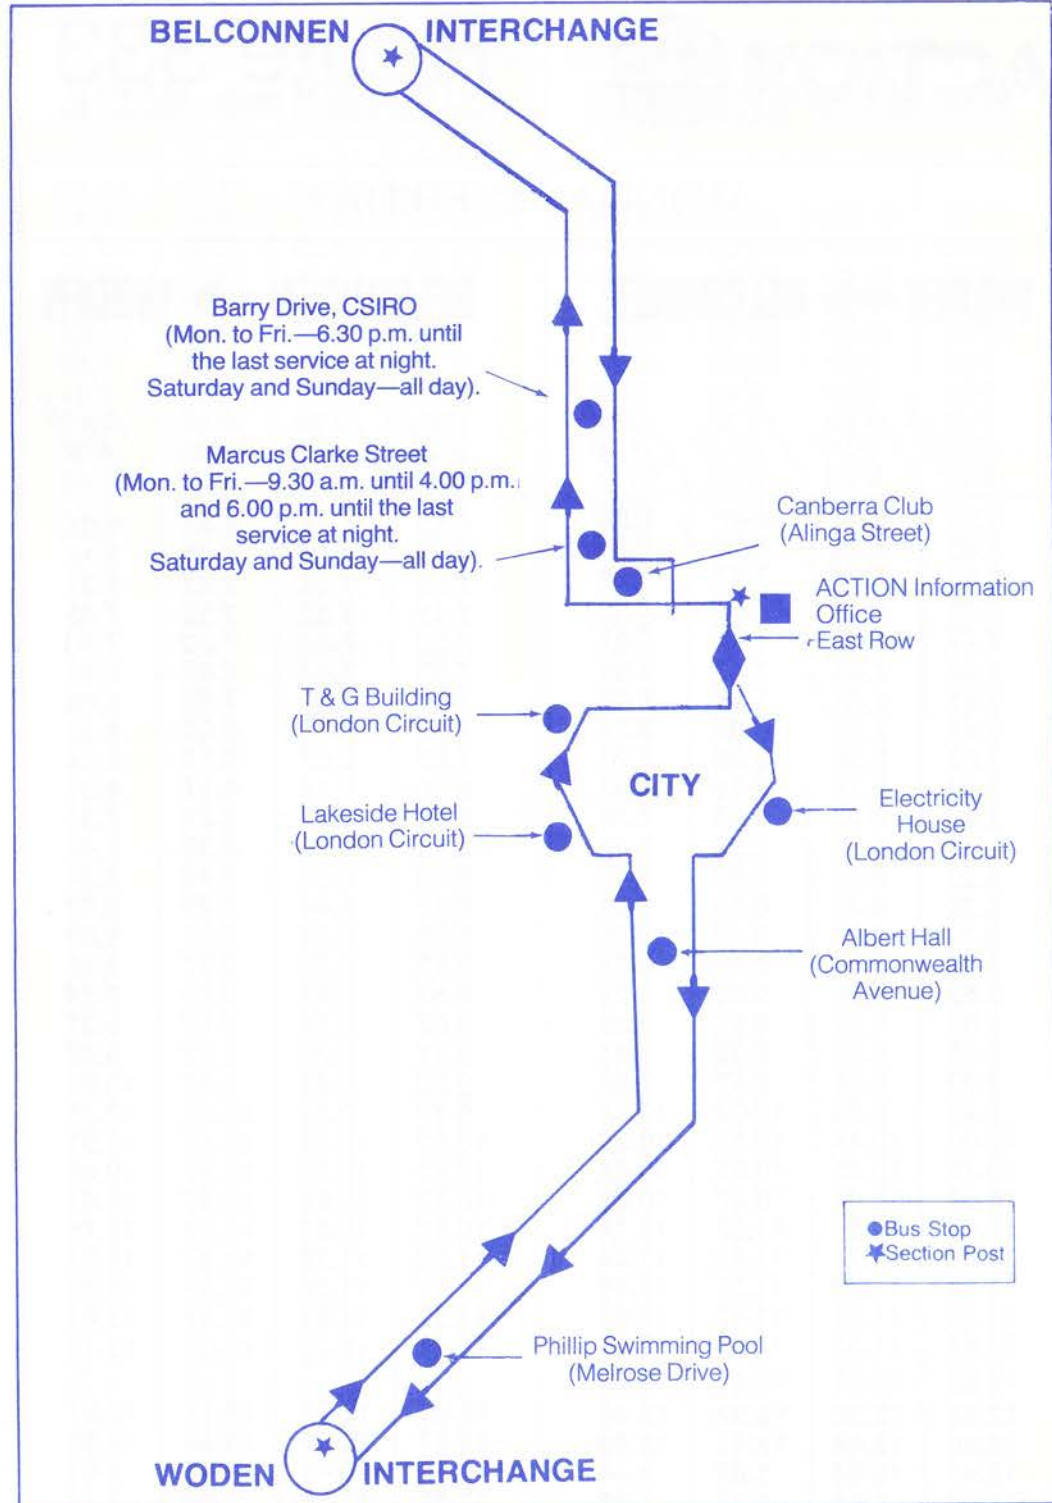 BELCONNEN INTERCHANGE
Barry Drive, CSIRO
(Mon. to Fri.—6.30 p.m. until
the last service at night.
Saturday and Sunday—all day).
Marcus Clarke Street
(Mon. to Fri.—9.30 a.m. until 4.00 p.m.
and 6.00 p.m. until the last
service at night.
Saturday and Sunday—all day).
Canberra Club
(Alinga Street)
ACTION Information
Office
East Row
T & G Building
(London Circuit)
CITY
Lakeside Hotel
(London Circuit)
Electricity
House
(London Circuit)
Albert Hall
(Commonwealth
Avenue)
Bus Stop
Section Post
Phillip Swimming Pool
(Melrose Drive)
WODEN INTERCHANGE